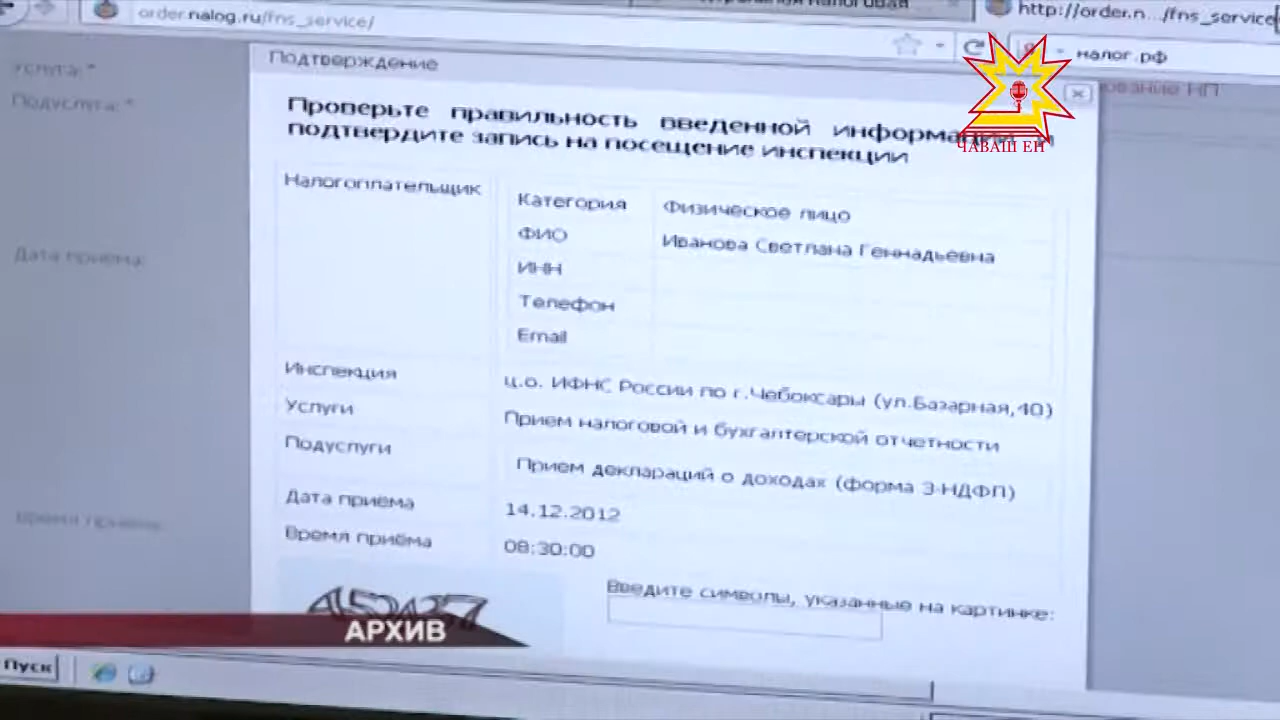 order.nalog.ru/fns_service/
http://order.n.../fns_service
налог.рф
Услуга: *
Подуслуга: *
Дата приема:
Подтверждение
Проверьте правильность введенной информации и
подтвердите запись на посещение инспекции
Налогоплательщик
Категория Физическое лицо
ФИО Иванова Светлана Геннадьевна
ИНН
Телефон
Email
Инспекция ц.о. ИФНС России по г.Чебоксары (ул.Базарная,40)
Услуги Прием налоговой и бухгалтерской отчетности
Подуслуги Прием деклараций о доходах (форма 3-НДФЛ)
Дата приёма 14.12.2012
Время приёма 08:30:00
Введите символы, указанные на картинке:
ЧАВАШ ЕН
АРХИВ
Пуск